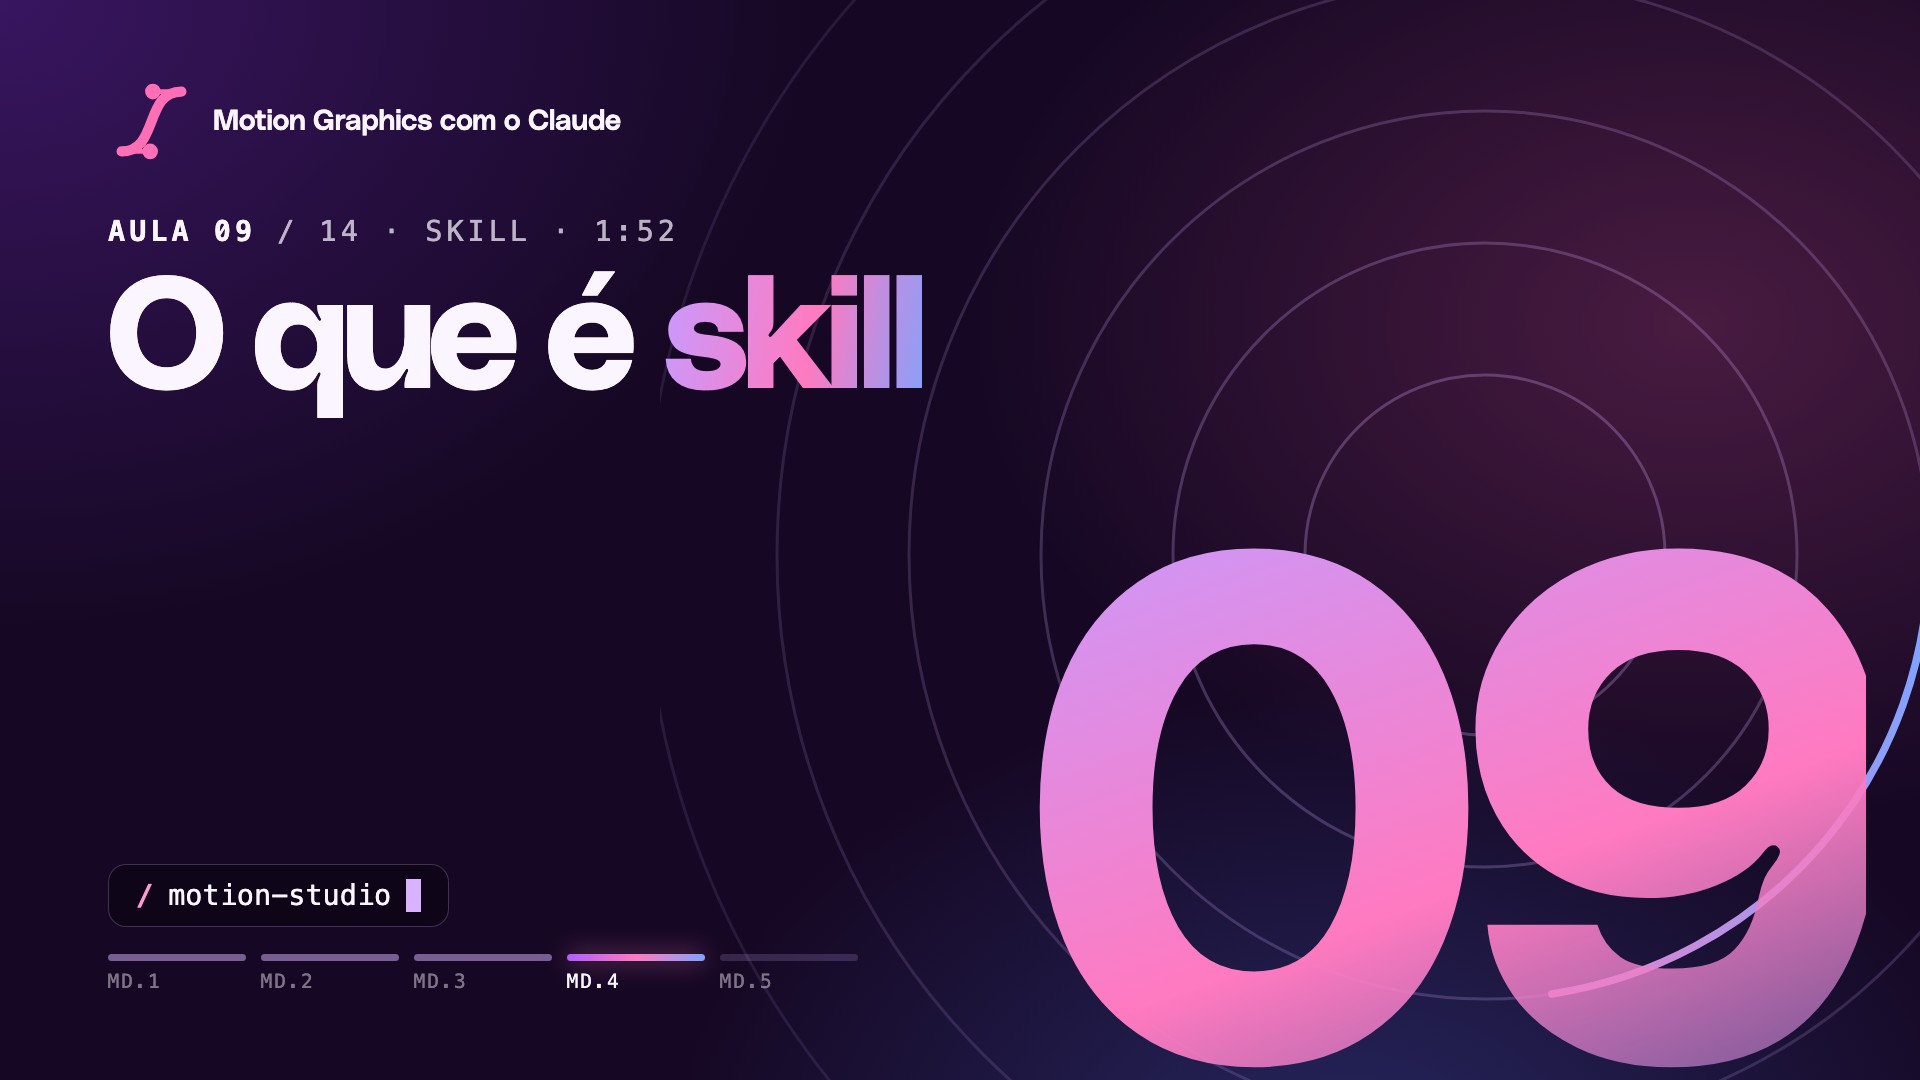 Motion Graphics com o Claude
AULA 09 / 14 · SKILL · 1:52
O que é skill
09
/ motion-studio
MD.1 MD.2 MD.3 MD.4 MD.5